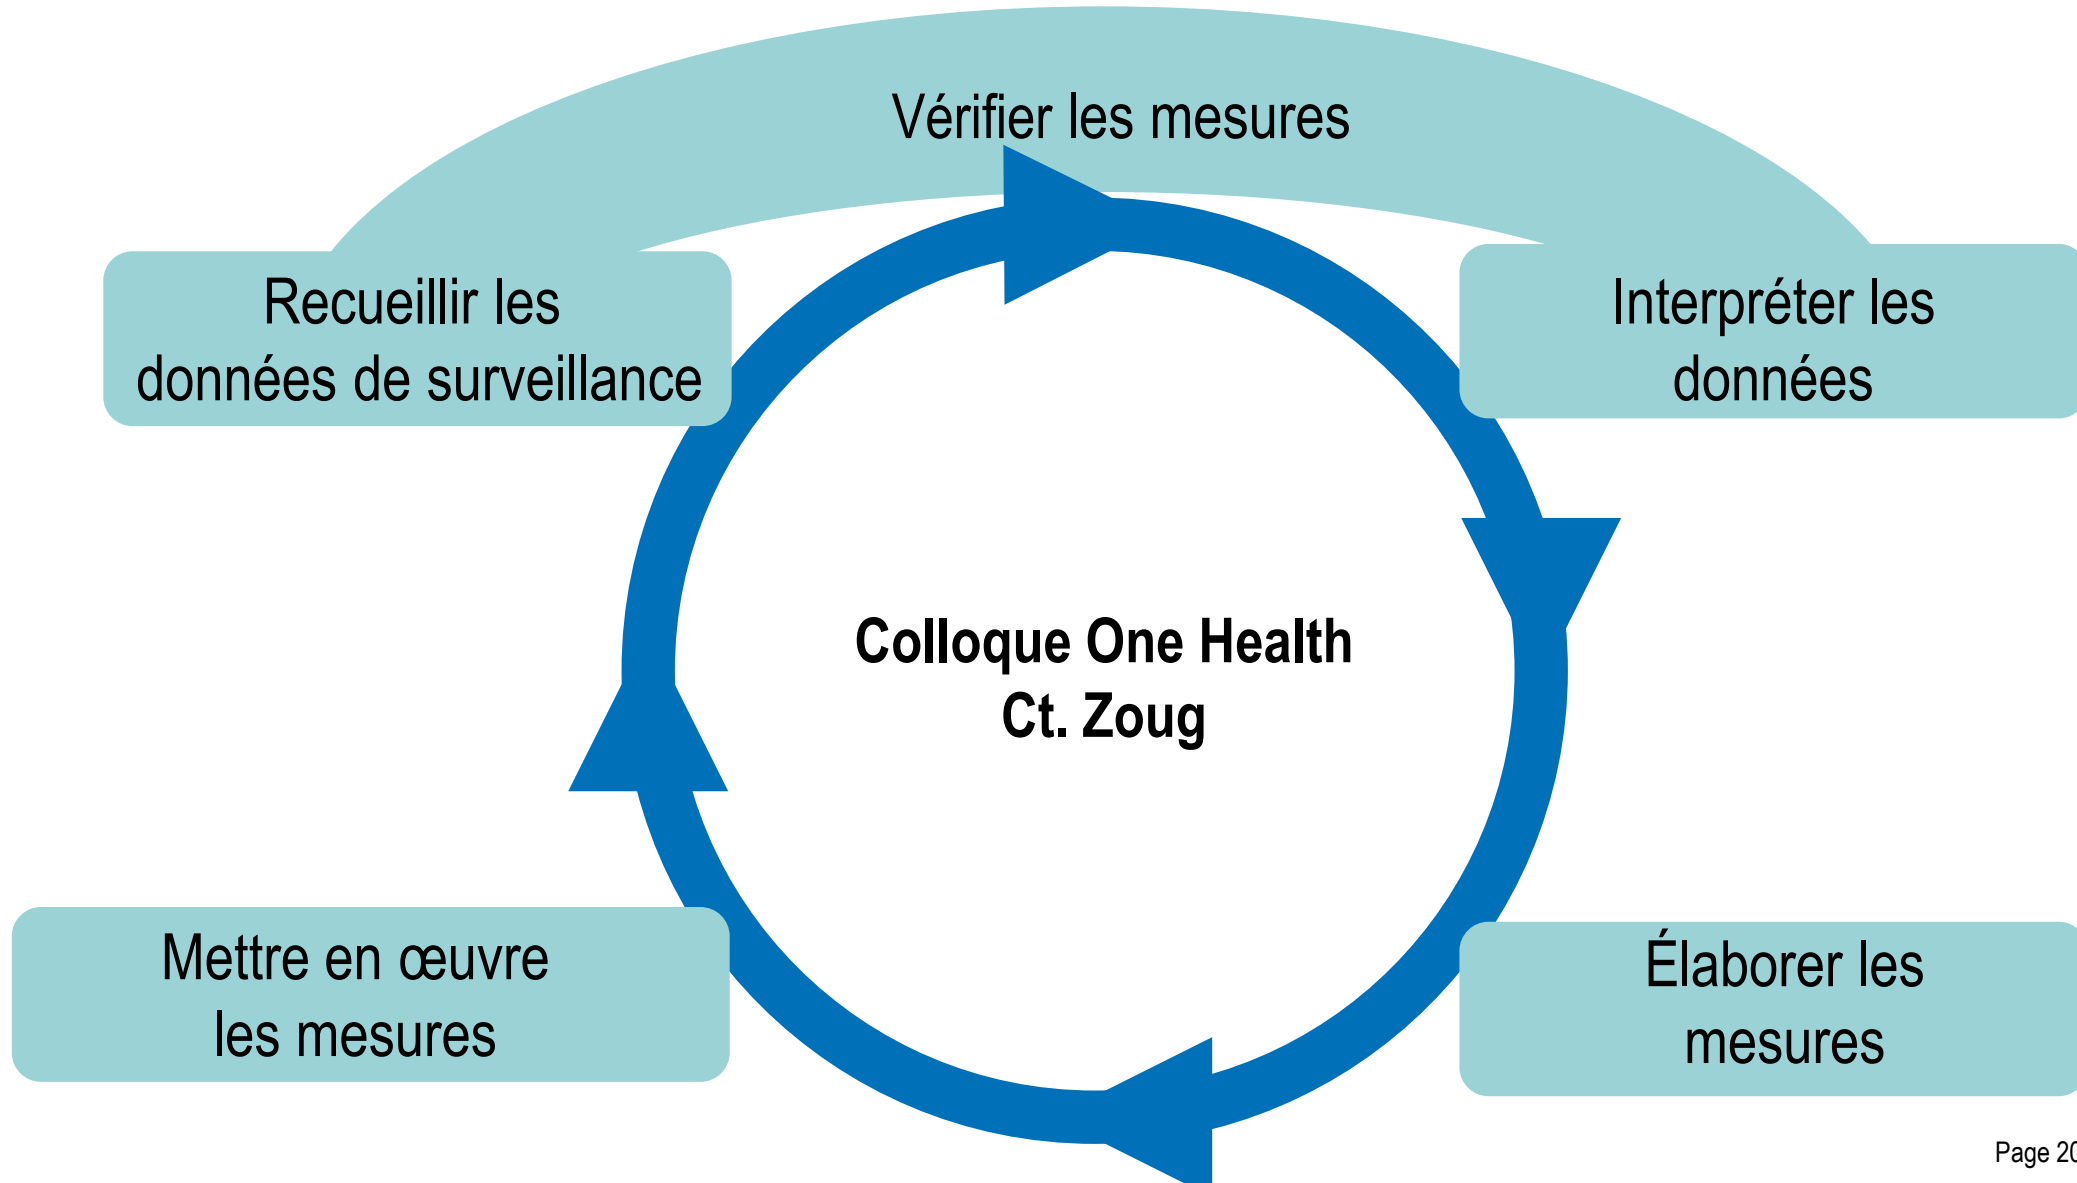 Vérifier les mesures
Recueillir les
données de surveillance
Interpréter les
données
Colloque One Health
Ct. Zoug
Mettre en œuvre
les mesures
Élaborer les
mesures
Page 20